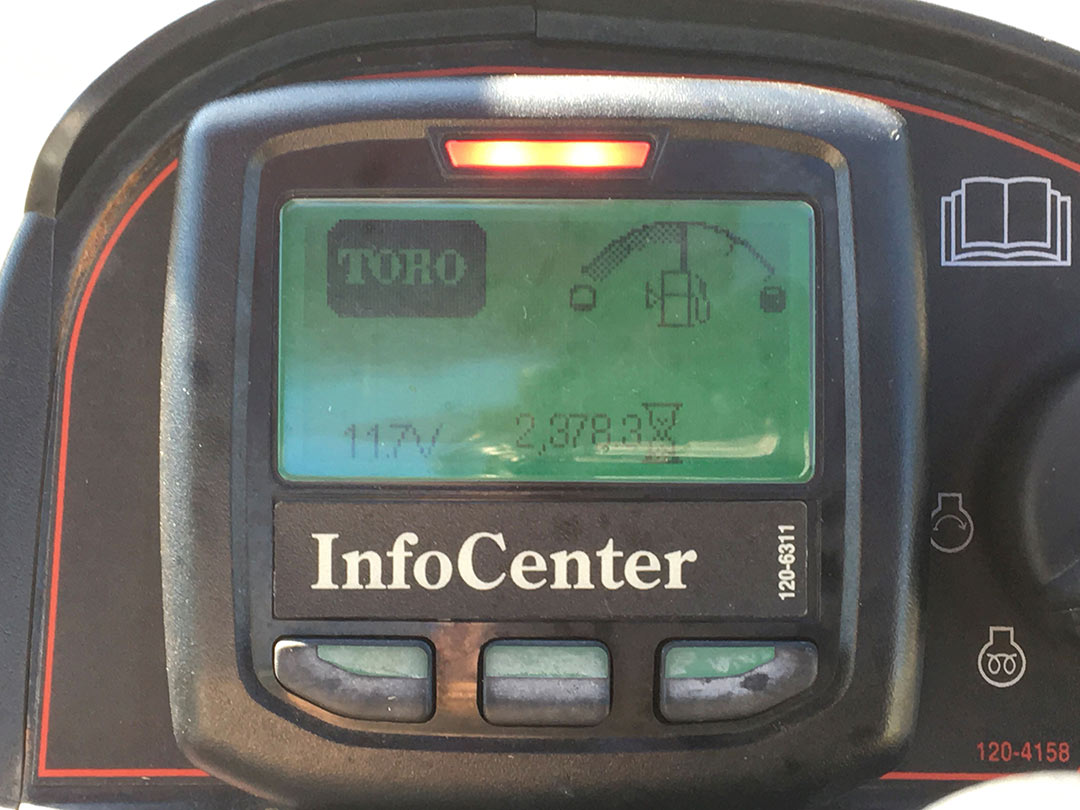 TORO
11.7V
2,378.3
InfoCenter
120-6311
120-4158